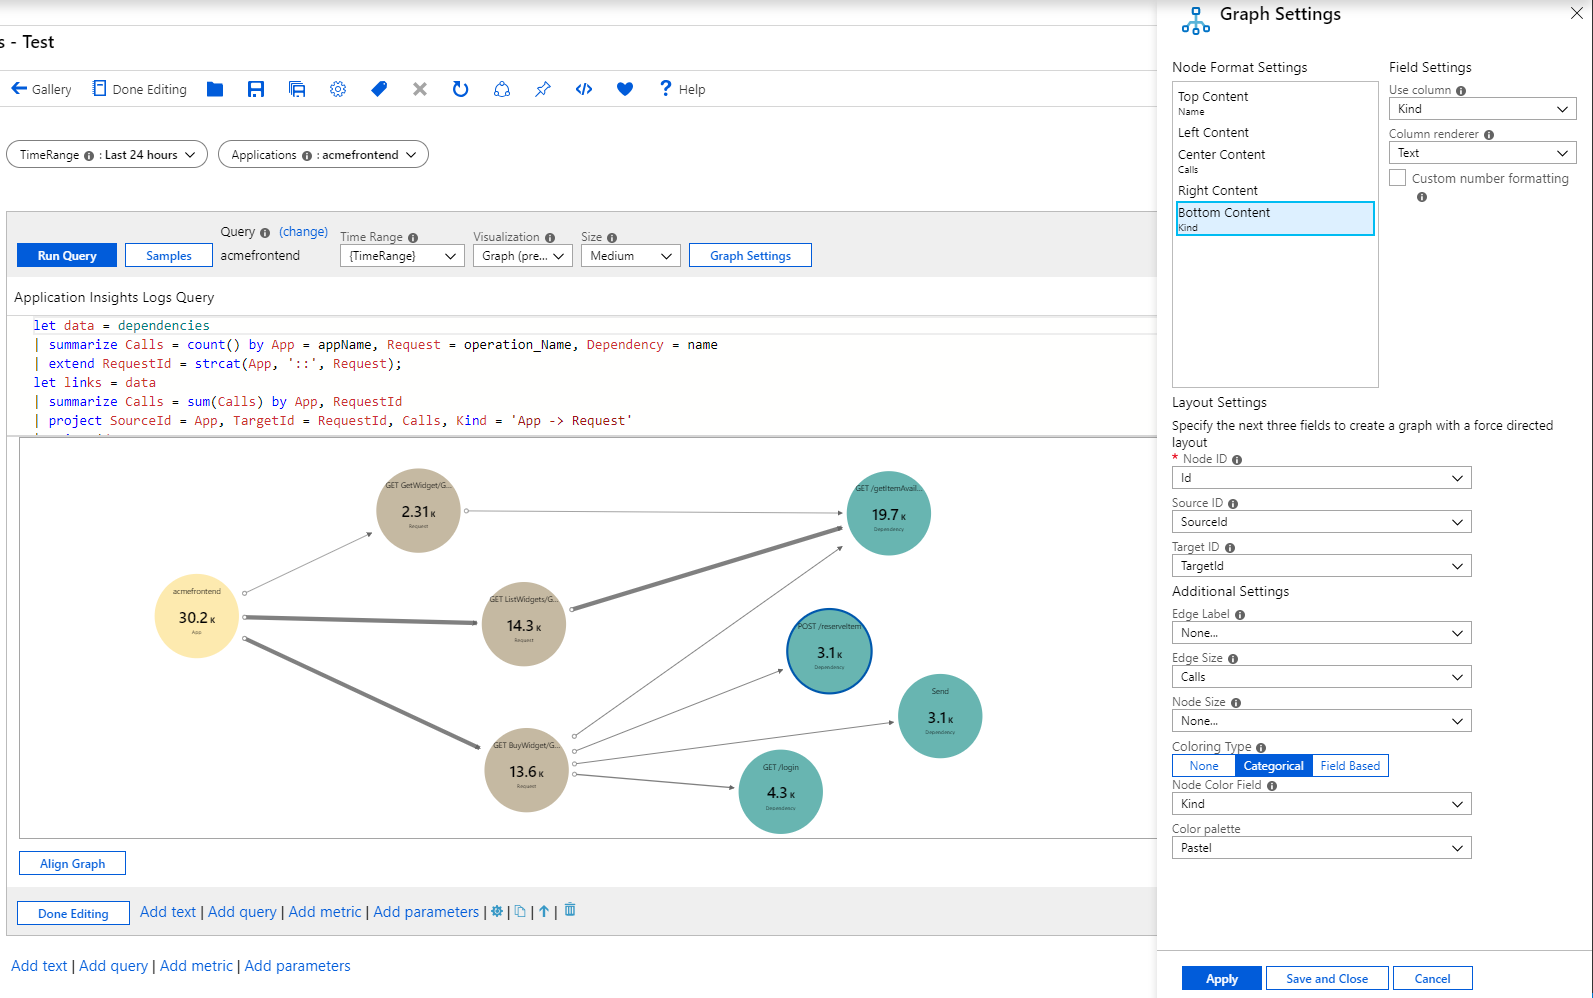 s - Test
Gallery
Done Editing
Help
TimeRange : Last 24 hours
Applications : acmefrontend
Query (change)
Time Range
Visualization
Size
Run Query
Samples
acmefrontend
{TimeRange}
Graph (pre...
Medium
Graph Settings
Application Insights Logs Query
let data = dependencies
| summarize Calls = count() by App = appName, Request = operation_Name, Dependency = name
| extend RequestId = strcat(App, '::', Request);
let links = data
| summarize Calls = sum(Calls) by App, RequestId
| project SourceId = App, TargetId = RequestId, Calls, Kind = 'App -> Request'
GET GetWidget/G...
2.31 K
Request
GET /getItemAvail...
19.7 K
Dependency
acmefrontend
30.2 K
App
GET ListWidgets/G...
14.3 K
Request
POST /reserveItem
3.1 K
Dependency
Send
3.1 K
Dependency
GET BuyWidget/G...
13.6 K
Request
GET /login
4.3 K
Dependency
Align Graph
Done Editing
Add text | Add query | Add metric | Add parameters | | | |
Add text | Add query | Add metric | Add parameters
Graph Settings
Node Format Settings
Top Content
Name
Left Content
Center Content
Calls
Right Content
Bottom Content
Kind
Field Settings
Use column
Kind
Column renderer
Text
Custom number formatting
Layout Settings
Specify the next three fields to create a graph with a force directed
layout
* Node ID
Id
Source ID
SourceId
Target ID
TargetId
Additional Settings
Edge Label
None...
Edge Size
Calls
Node Size
None...
Coloring Type
None
Categorical
Field Based
Node Color Field
Kind
Color palette
Pastel
Apply
Save and Close
Cancel